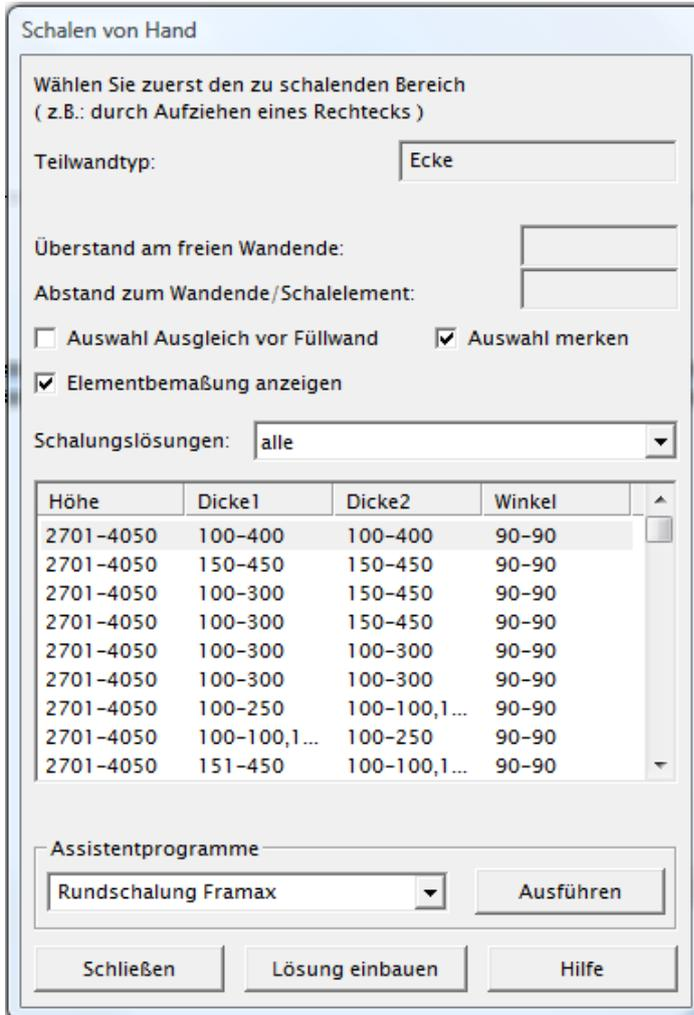 Schalen von Hand
Wählen Sie zuerst den zu schalenden Bereich
( z.B.: durch Aufziehen eines Rechtecks )
Teilwandtyp: Ecke
Überstand am freien Wandende:
Abstand zum Wandende/Schalelement:
Auswahl Ausgleich vor Füllwand Auswahl merken
Elementbemaßung anzeigen
Schalungslösungen: alle
Höhe Dicke1 Dicke2 Winkel
2701-4050 100-400 100-400 90-90
2701-4050 150-450 150-450 90-90
2701-4050 100-300 150-450 90-90
2701-4050 100-300 150-450 90-90
2701-4050 100-300 100-300 90-90
2701-4050 100-300 100-300 90-90
2701-4050 100-250 100-100,1... 90-90
2701-4050 100-100,1... 100-250 90-90
2701-4050 151-450 100-100,1... 90-90
Assistentprogramme
Rundschalung Framax Ausführen
Schließen Lösung einbauen Hilfe